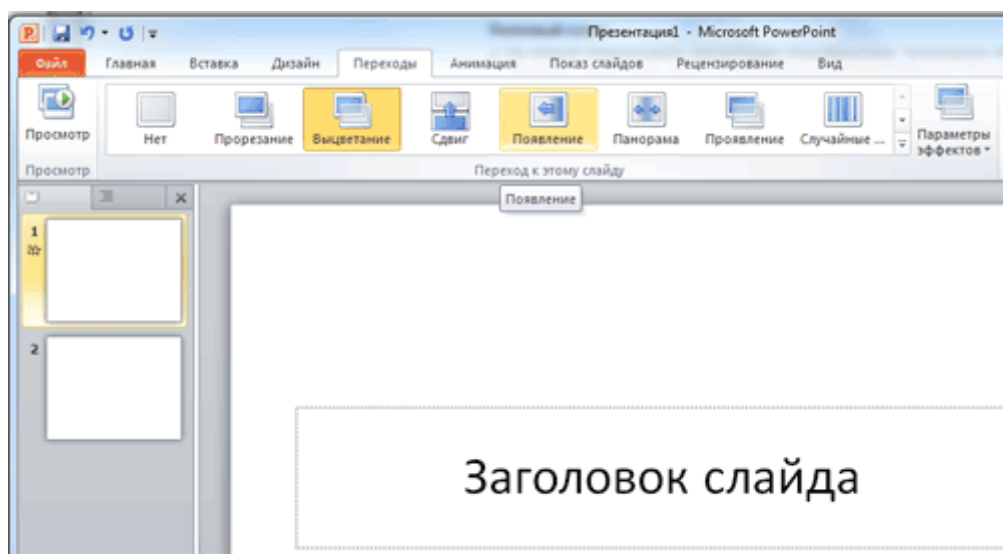 Презентация1 - Microsoft PowerPoint
Файл Главная Вставка Дизайн Переходы Анимация Показ слайдов Рецензирование Вид
Просмотр Нет Прорезание Выцветание Сдвиг Появление Панорама Проявление Случайные ... Параметры эффектов
Просмотр Переход к этому слайду
Появление
1
2
Заголовок слайда